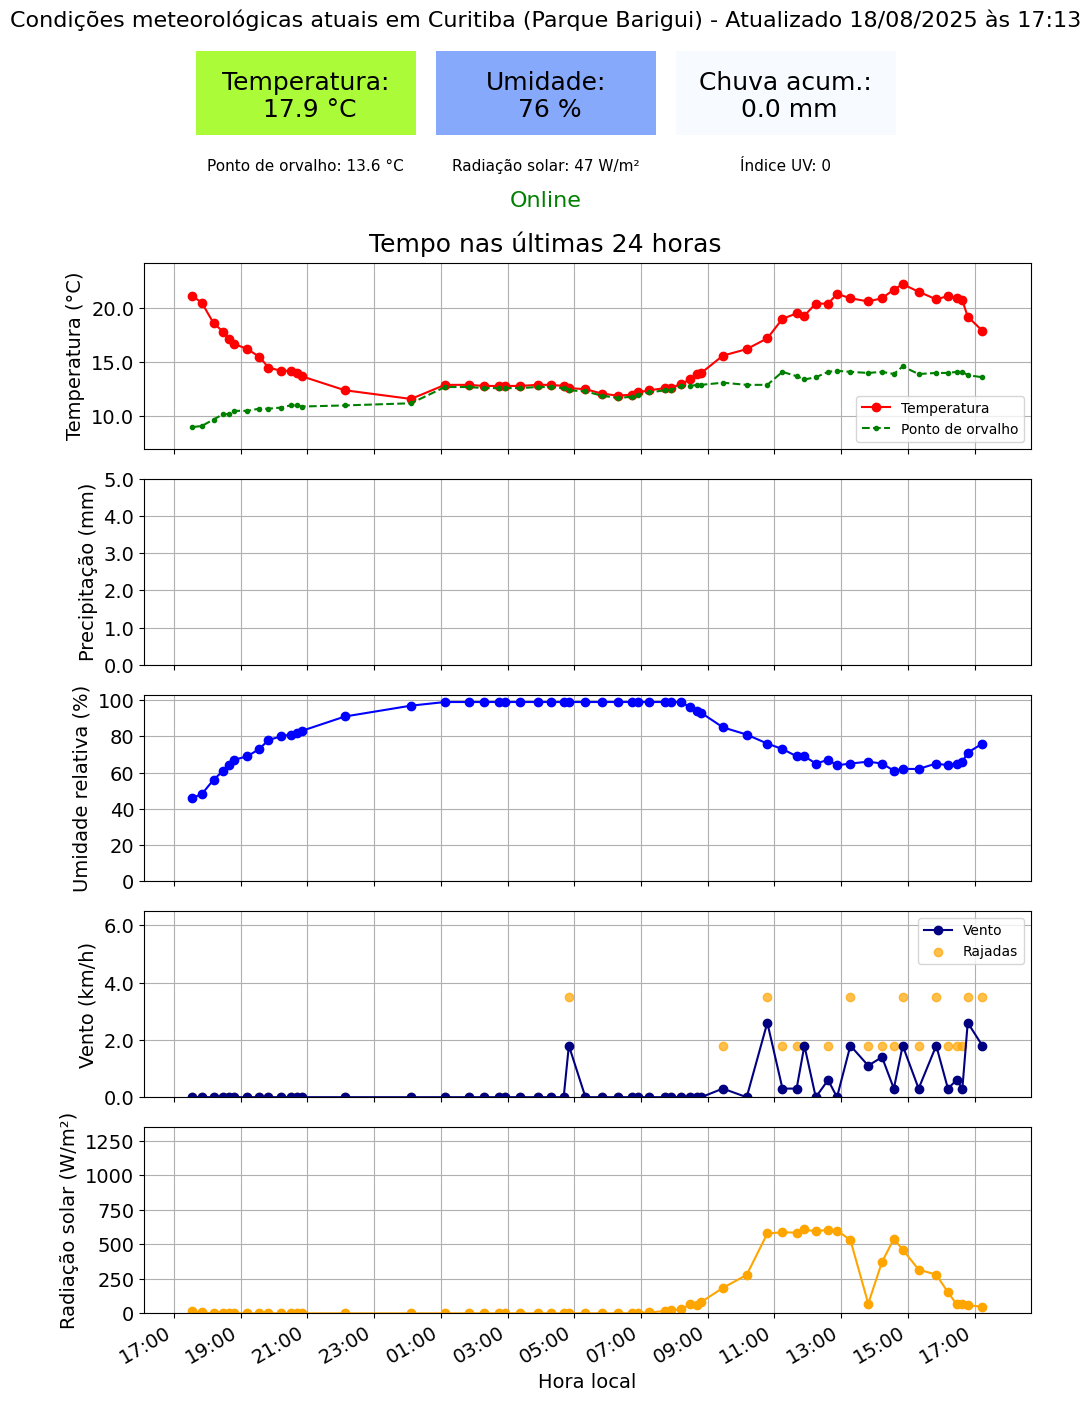 Condições meteorológicas atuais em Curitiba (Parque Barigui) - Atualizado 18/08/2025 às 17:13
Temperatura:
17.9 °C
Umidade:
76 %
Chuva acum.:
0.0 mm
Ponto de orvalho: 13.6 °C
Radiação solar: 47 W/m²
Índice UV: 0
Online
Tempo nas últimas 24 horas
Temperatura (°C)
20.0
15.0
10.0
Temperatura
Ponto de orvalho
Precipitação (mm)
5.0
4.0
3.0
2.0
1.0
0.0
Umidade relativa (%)
100
80
60
40
20
0
Vento (km/h)
6.0
4.0
2.0
0.0
Vento
Rajadas
Radiação solar (W/m²)
1250
1000
750
500
250
0
17:00
19:00
21:00
23:00
01:00
03:00
05:00
07:00
09:00
11:00
13:00
15:00
17:00
Hora local